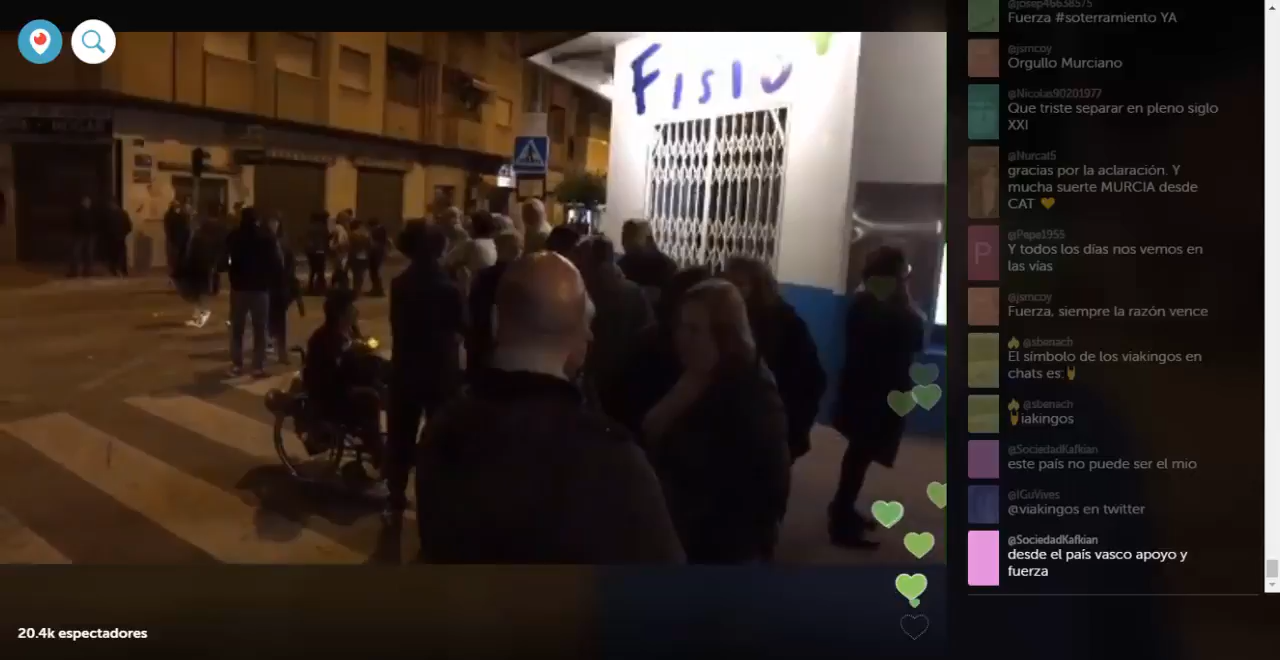 FISIO
20.4k espectadores
@josep46638575
Fuerza #soterramiento YA
@jsmcoy
Orgullo Murciano
@Nicolas90201977
Que triste separar en pleno siglo
XXI
@Nurcat5
gracias por la aclaración. Y
mucha suerte MURCIA desde
CAT 💛
@Pepe1955
P
Y todos los días nos vemos en
las vías
@jsmcoy
Fuerza, siempre la razón vence
@sbenach
El símbolo de los viakingos en
chats es:
@sbenach
iakingos
@SociedadKafkian
este país no puede ser el mio
@IGuVives
@viakingos en twitter
@SociedadKafkian
desde el país vasco apoyo y
fuerza